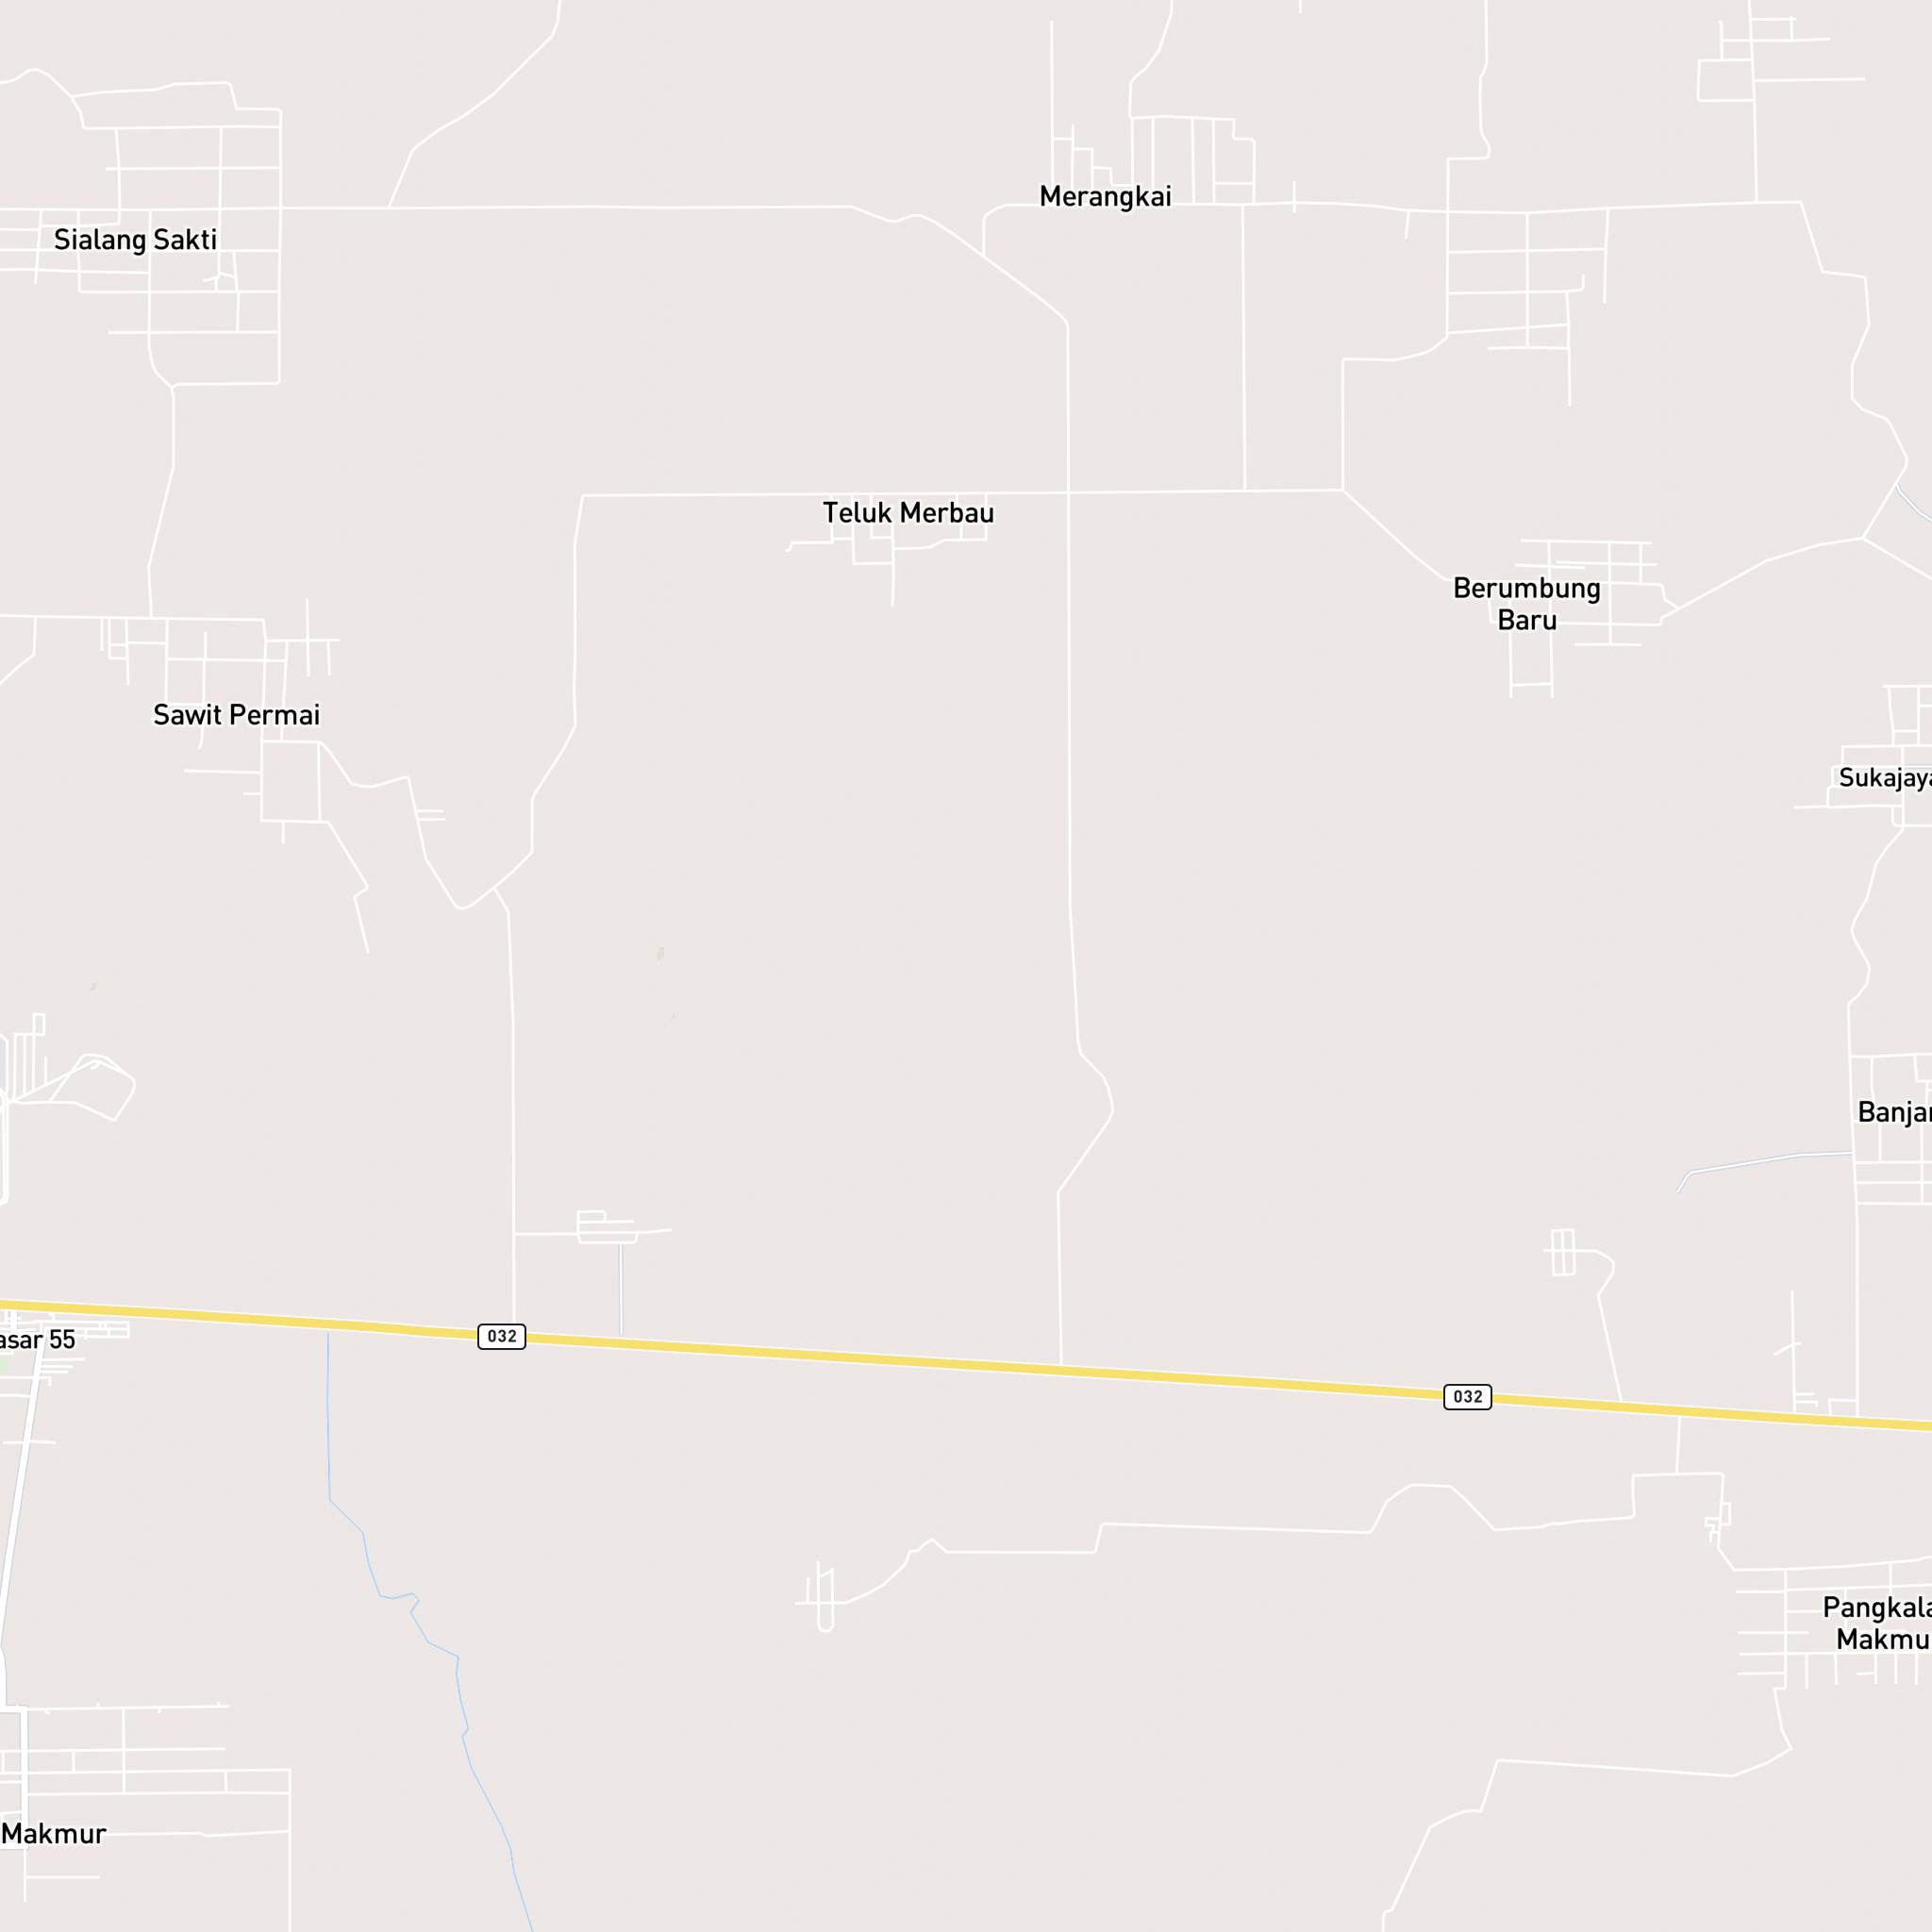 Merangkai
Sialang Sakti
Teluk Merbau
Berumbung
Baru
Sawit Permai
Sukajaya
Banjar
032
asar 55
032
Pangkala
Makmu
Makmur